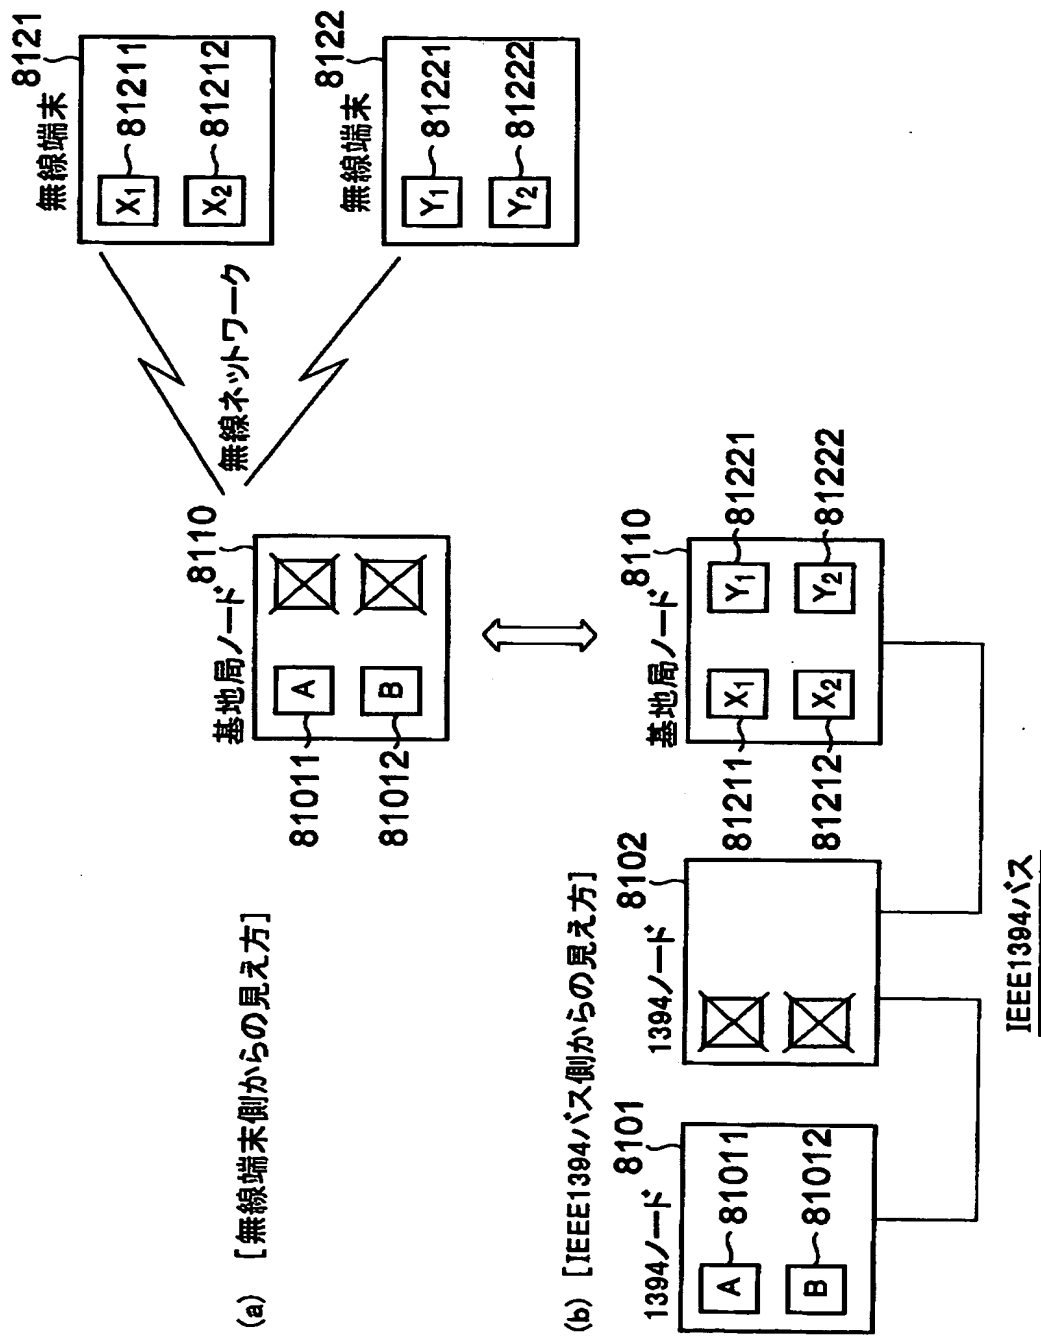 (a) [無線端末側からの見え方]
基地局ノード
8110
A
81011
B
81012
無線ネットワーク
無線端末
8121
X1
81211
X2
81212
無線端末
8122
Y1
81221
Y2
81222
(b) [IEEE1394バス側からの見え方]
1394ノード
8101
A
81011
B
81012
1394ノード
8102
基地局ノード
8110
X1
81211
X2
81212
Y1
81221
Y2
81222
IEEE1394バス